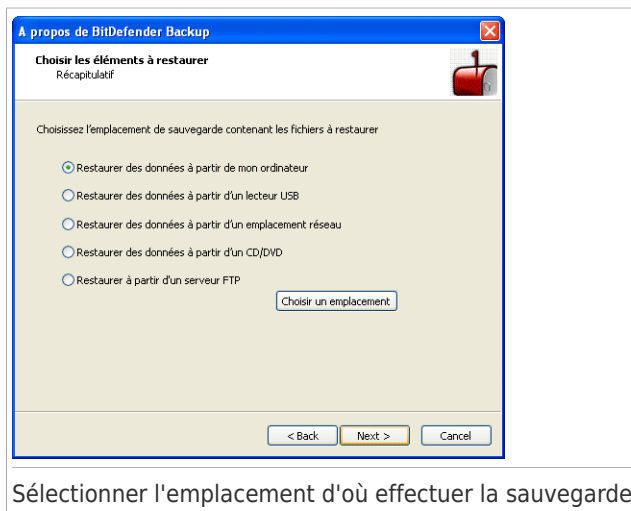 A propos de BitDefender Backup
Choisir les éléments à restaurer
Récapitulatif
Choisissez l'emplacement de sauvegarde contenant les fichiers à restaurer
Restaurer des données à partir de mon ordinateur
Restaurer des données à partir d'un lecteur USB
Restaurer des données à partir d'un emplacement réseau
Restaurer des données à partir d'un CD/DVD
Restaurer à partir d'un serveur FTP
Choisir un emplacement
< Back Next > Cancel
Sélectionner l'emplacement d'où effectuer la sauvegarde